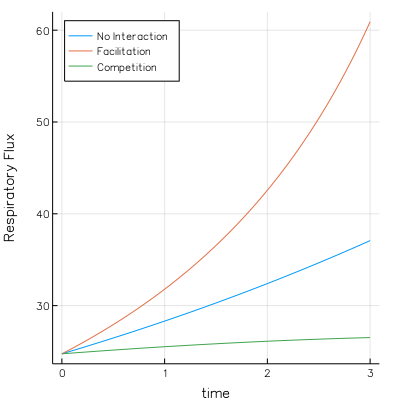 No Interaction
Facilitation
Competition
60
50
40
30
Respiratory Flux
0 1 2 3
time